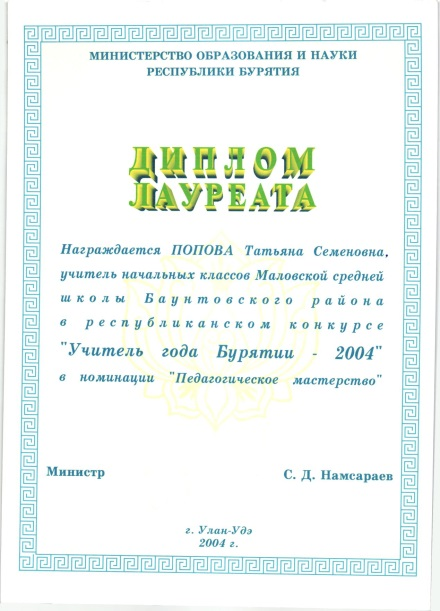 МИНИСТЕРСТВО ОБРАЗОВАНИЯ И НАУКИ
РЕСПУБЛИКИ БУРЯТИЯ
ДИПЛОМ
ЛАУРЕАТА
Награждается ПОПОВА Татьяна Семеновна,
учитель начальных классов Маловской средней
школы Баунтовского района
в республиканском конкурсе
"Учитель года Бурятии - 2004"
в номинации "Педагогическое мастерство"
Министр С. Д. Намсараев
г. Улан-Удэ
2004 г.